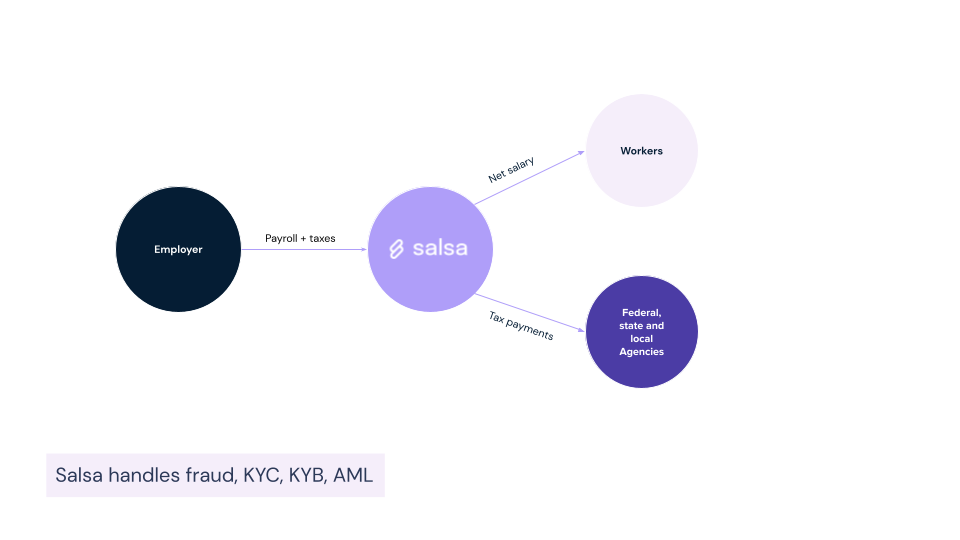 Workers
Net salary
Employer
Payroll + taxes
salsa
Tax payments
Federal,
state and
local
Agencies
Salsa handles fraud, KYC, KYB, AML